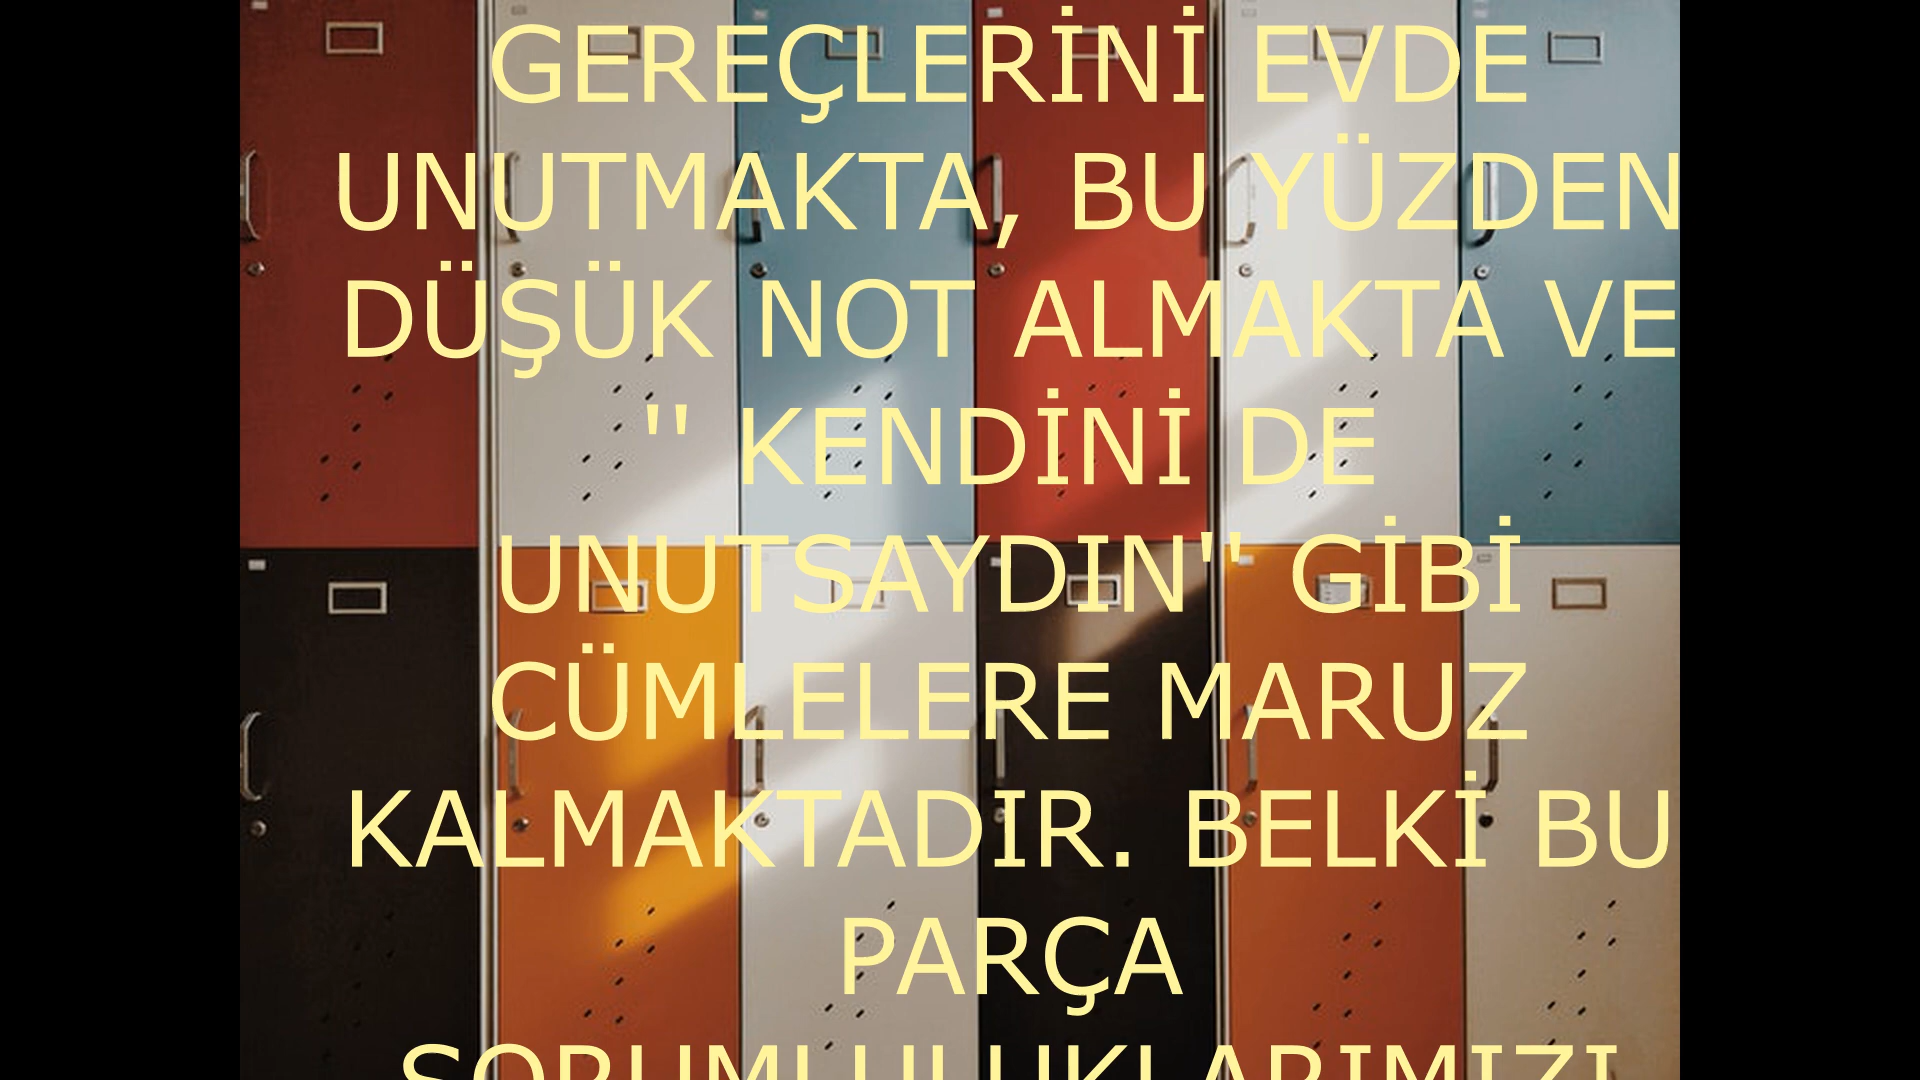 GEREÇLERİNİ EVDE
UNUTMAKTA, BU YÜZDEN
DÜŞÜK NOT ALMAKTA VE
'' KENDİNİ DE
UNUTSAYDIN'' GİBİ
CÜMLELERE MARUZ
KALMAKTADIR. BELKİ BU
PARÇA
SORUMLULUKLARIMIZI